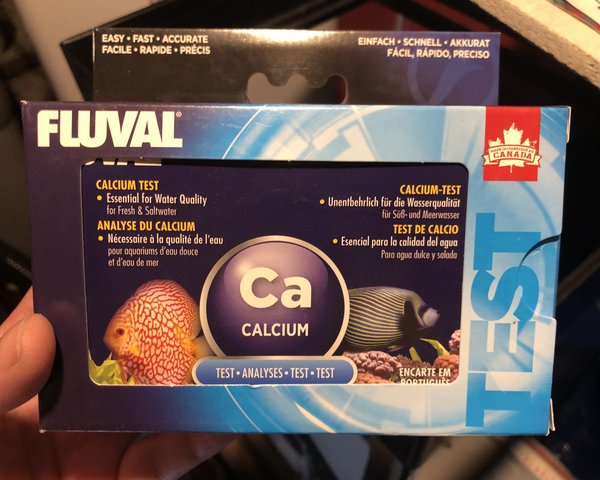 EASY • FAST • ACCURATE
FACILE • RAPIDE • PRÉCIS
EINFACH • SCHNELL • AKKURAT
FÁCIL, RÁPIDO, PRECISO
FLUVAL®
CANADA
CALCIUM TEST
• Essential for Water Quality
for Fresh & Saltwater
ANALYSE DU CALCIUM
• Nécessaire à la qualité de l'eau
pour aquariums d'eau douce
et d'eau de mer
CALCIUM-TEST
• Unentbehrlich für die Wasserqualität
für Süß- und Meerwasser
TEST DE CALCIO
• Esencial para la calidad del agua
Para agua dulce y salada
Ca
CALCIUM
TEST • ANALYSES • TEST • TEST
ENCARTE EM
PORTUGUÊS
TEST